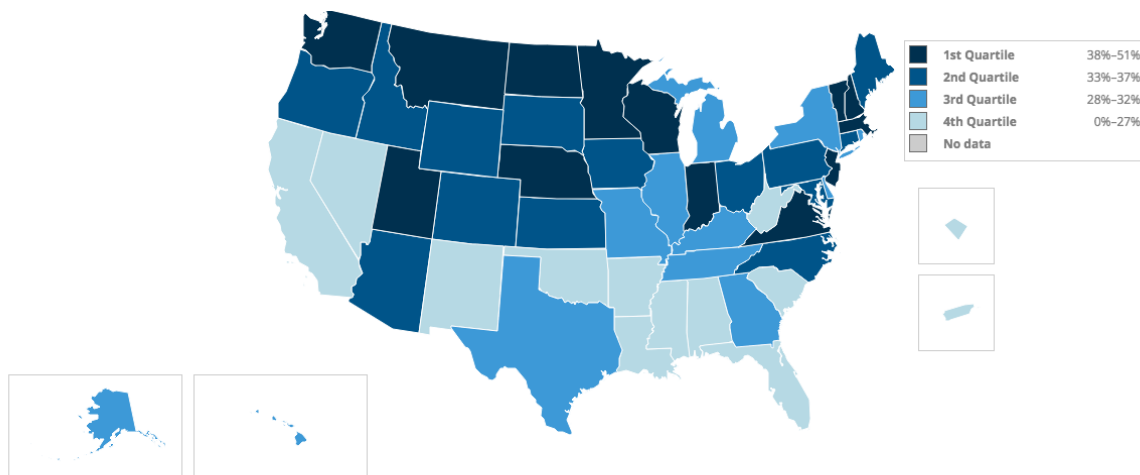 1st Quartile 38%–51%
2nd Quartile 33%–37%
3rd Quartile 28%–32%
4th Quartile 0%–27%
No data